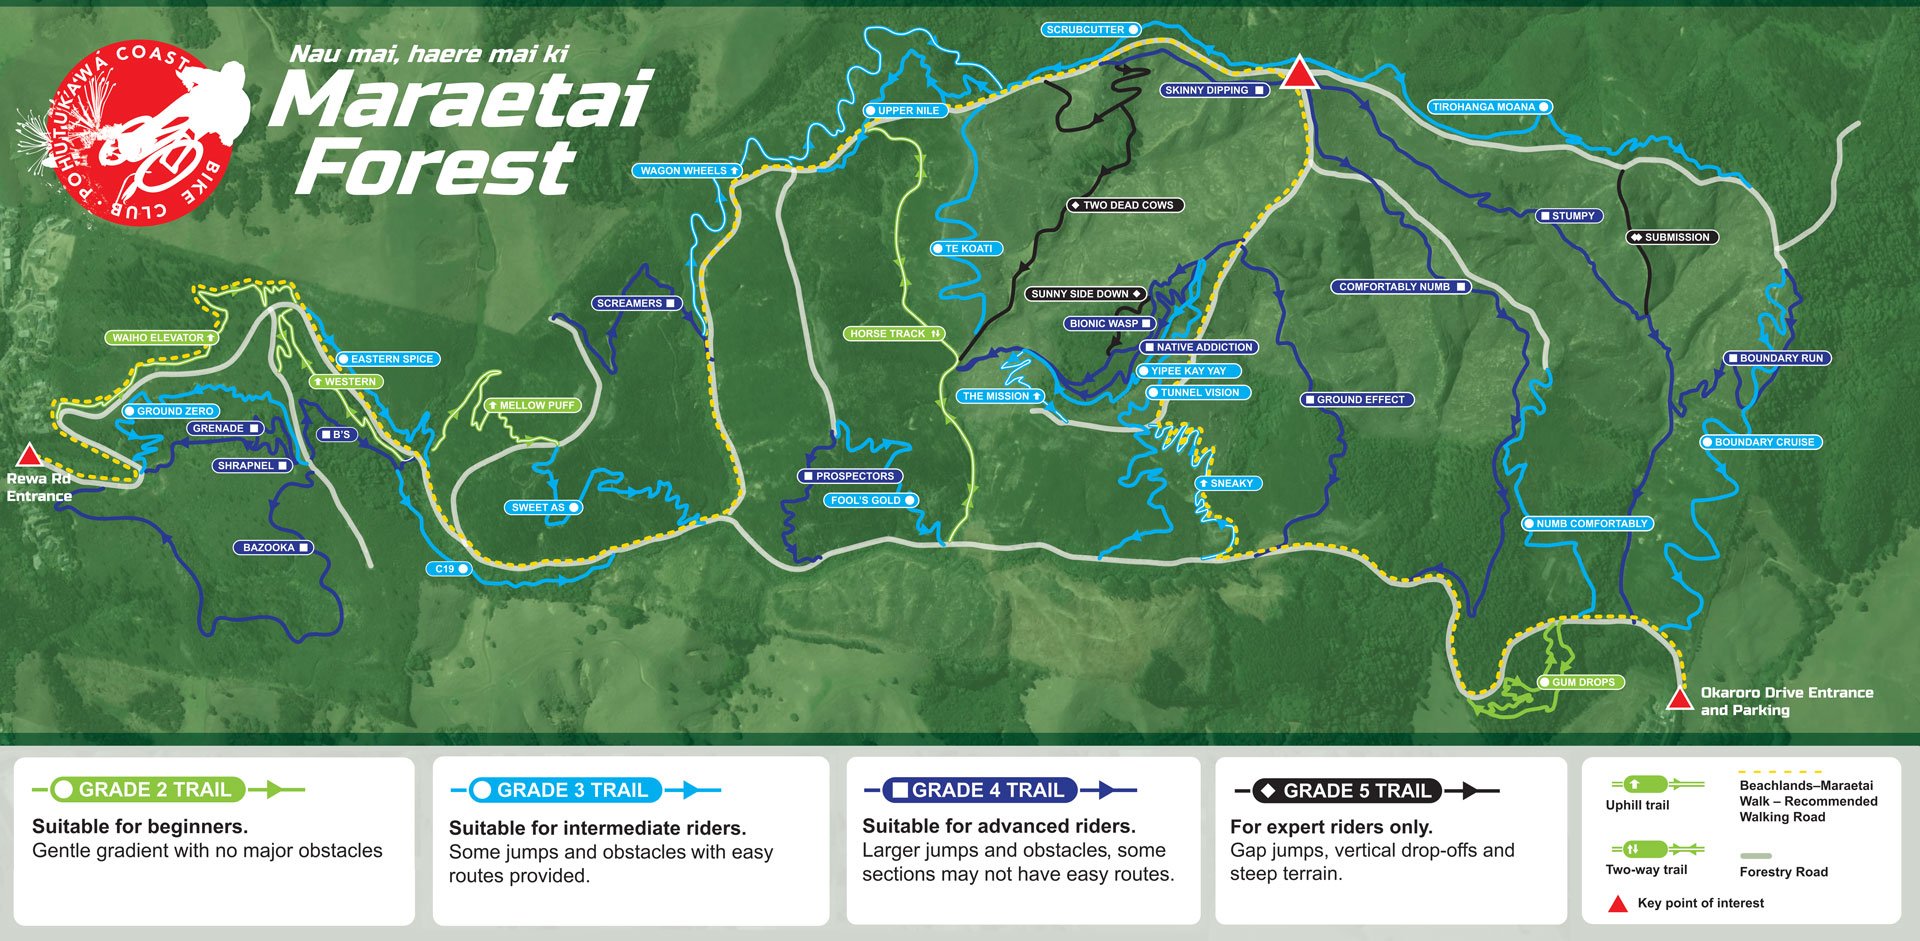 POHUTUKAWA COAST BIKE CLUB
Nau mai, haere mai ki
Maraetai
Forest
SCRUBCUTTER
SKINNY DIPPING
TIROHANGA MOANA
UPPER NILE
WAGON WHEELS
TWO DEAD COWS
STUMPY
SUBMISSION
TE KOATI
COMFORTABLY NUMB
SUNNY SIDE DOWN
SCREAMERS
BIONIC WASP
HORSE TRACK
WAIHO ELEVATOR
NATIVE ADDICTION
EASTERN SPICE
BOUNDARY RUN
YIPEE KAY YAY
WESTERN
THE MISSION
TUNNEL VISION
GROUND EFFECT
MELLOW PUFF
GROUND ZERO
GRENADE
B'S
BOUNDARY CRUISE
SHRAPNEL
PROSPECTORS
Rewa Rd
Entrance
SNEAKY
FOOL'S GOLD
SWEET AS
NUMB COMFORTABLY
BAZOOKA
C19
GUM DROPS
Okaroro Drive Entrance
and Parking
GRADE 2 TRAIL
Suitable for beginners.
Gentle gradient with no major obstacles
GRADE 3 TRAIL
Suitable for intermediate riders.
Some jumps and obstacles with easy
routes provided.
GRADE 4 TRAIL
Suitable for advanced riders.
Larger jumps and obstacles, some
sections may not have easy routes.
GRADE 5 TRAIL
For expert riders only.
Gap jumps, vertical drop-offs and
steep terrain.
Uphill trail
Two-way trail
Beachlands–Maraetai
Walk – Recommended
Walking Road
Forestry Road
Key point of interest